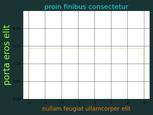 proin finibus consectetur
porta eros elit
nullam feugiat ullamcorper elit